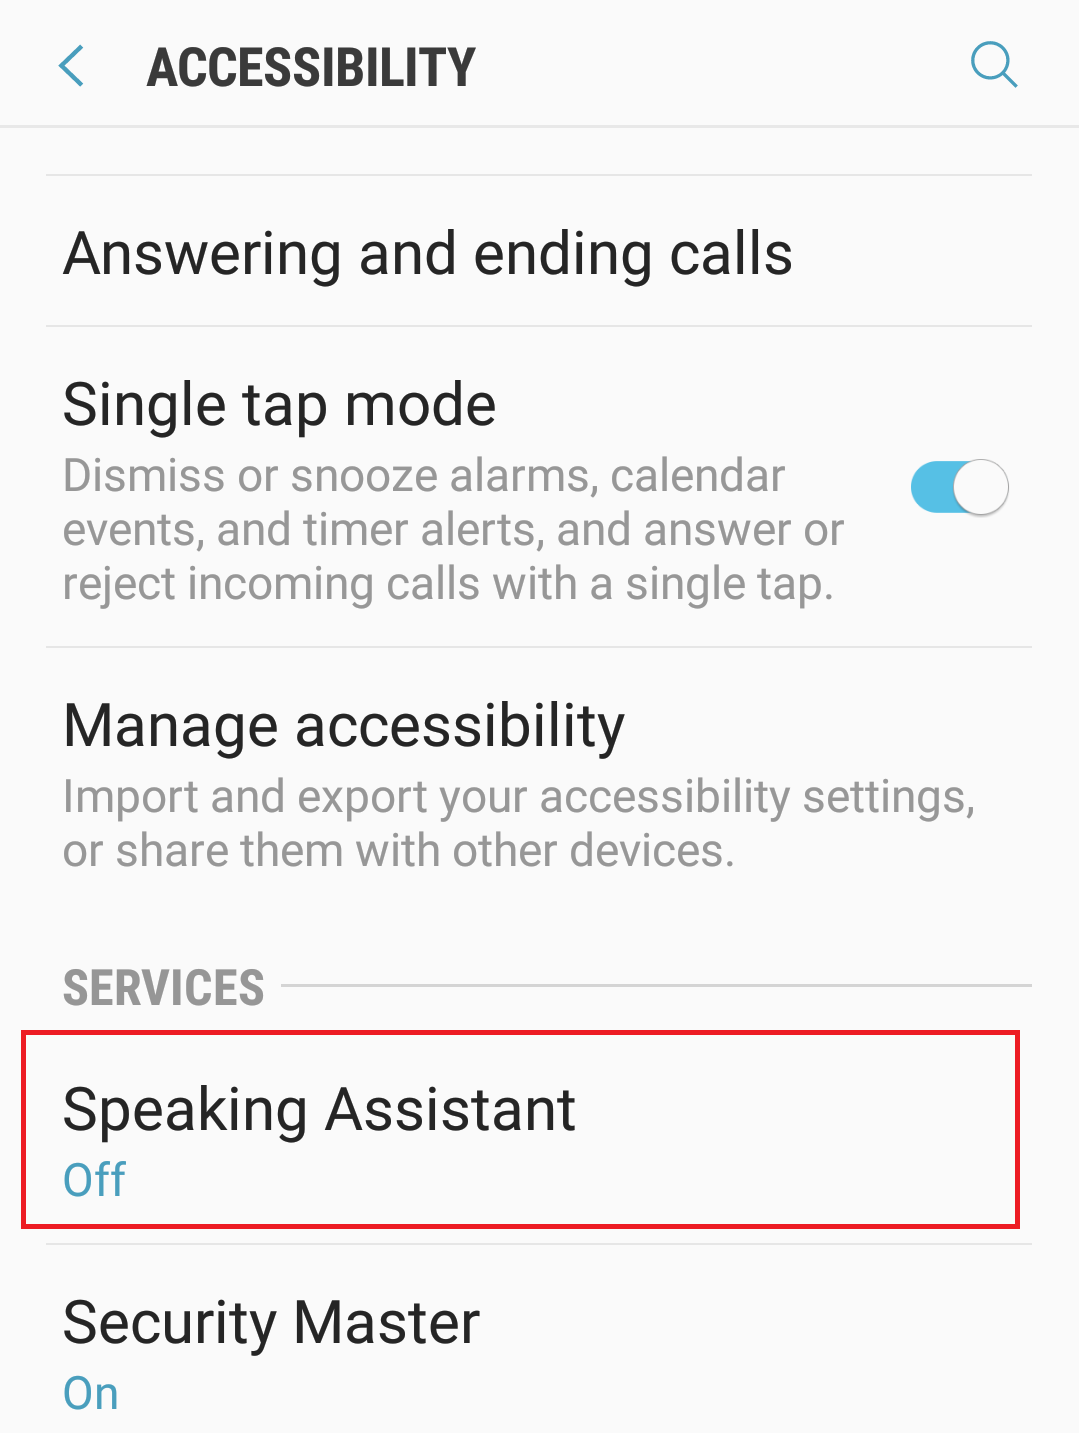 ACCESSIBILITY
Answering and ending calls
Single tap mode
Dismiss or snooze alarms, calendar
events, and timer alerts, and answer or
reject incoming calls with a single tap.
Manage accessibility
Import and export your accessibility settings,
or share them with other devices.
SERVICES
Speaking Assistant
Off
Security Master
On